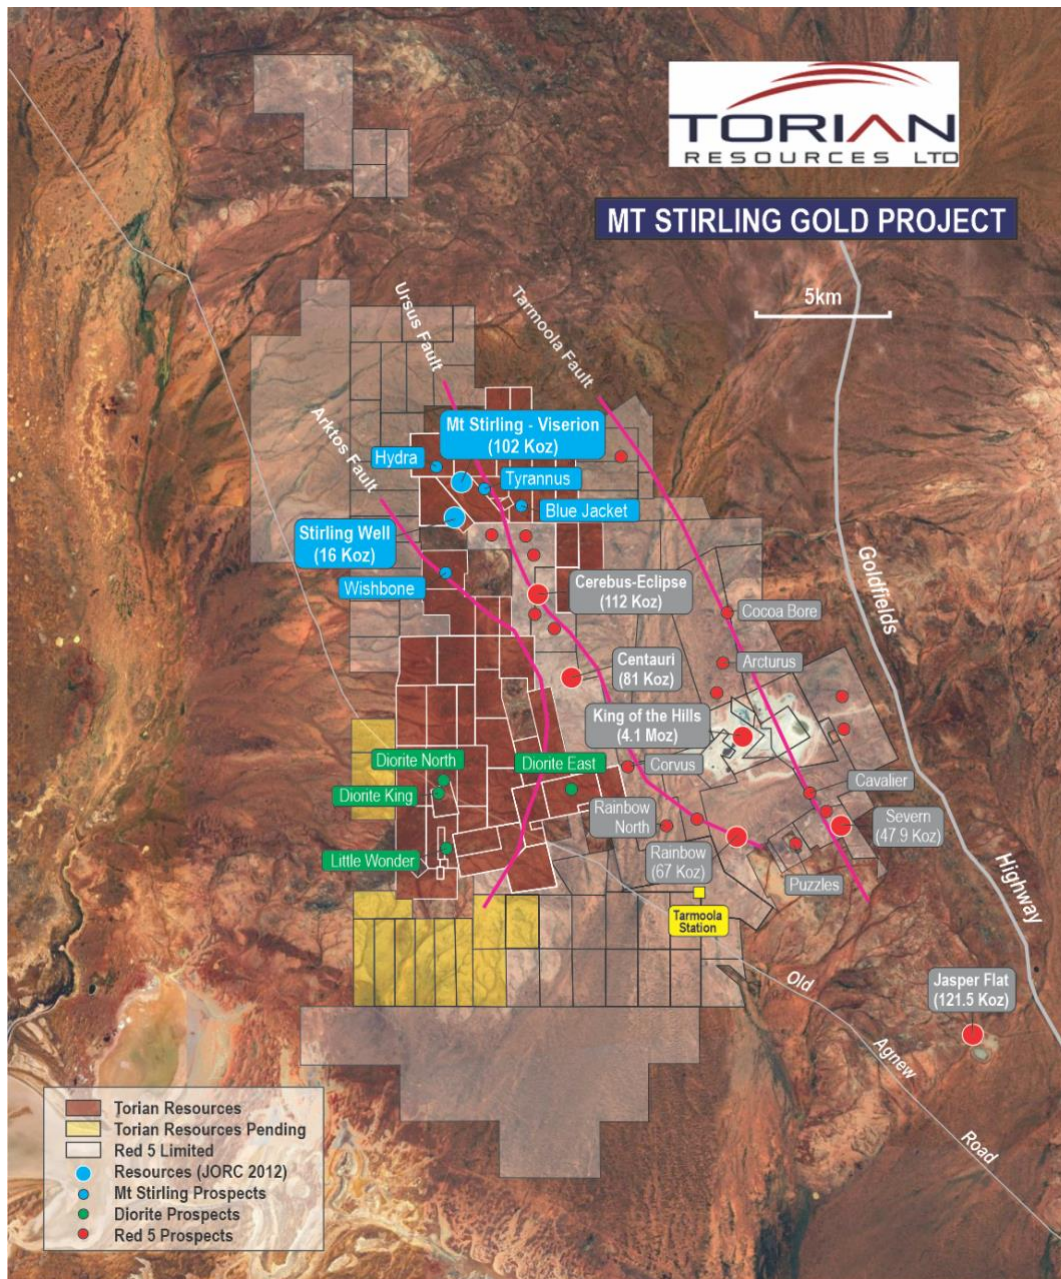 TORIAN
RESOURCES LTD
MT STIRLING GOLD PROJECT
5km
Ursus Fault
Tarmoola Fault
Arktos Fault
Mt Stirling - Viserion
(102 Koz)
Hydra
Tyrannus
Blue Jacket
Stirling Well
(16 Koz)
Wishbone
Cerebus-Eclipse
(112 Koz)
Cocoa Bore
Goldfields
Highway
Centauri
(81 Koz)
Arcturus
King of the Hills
(4.1 Moz)
Diorite North
Diorite East
Corvus
Diorite King
Cavalier
Rainbow
North
Severn
(47.9 Koz)
Little Wonder
Rainbow
(67 Koz)
Puzzles
Tarmoola
Station
Old
Agnew
Road
Jasper Flat
(121.5 Koz)
Torian Resources
Torian Resources Pending
Red 5 Limited
Resources (JORC 2012)
Mt Stirling Prospects
Diorite Prospects
Red 5 Prospects